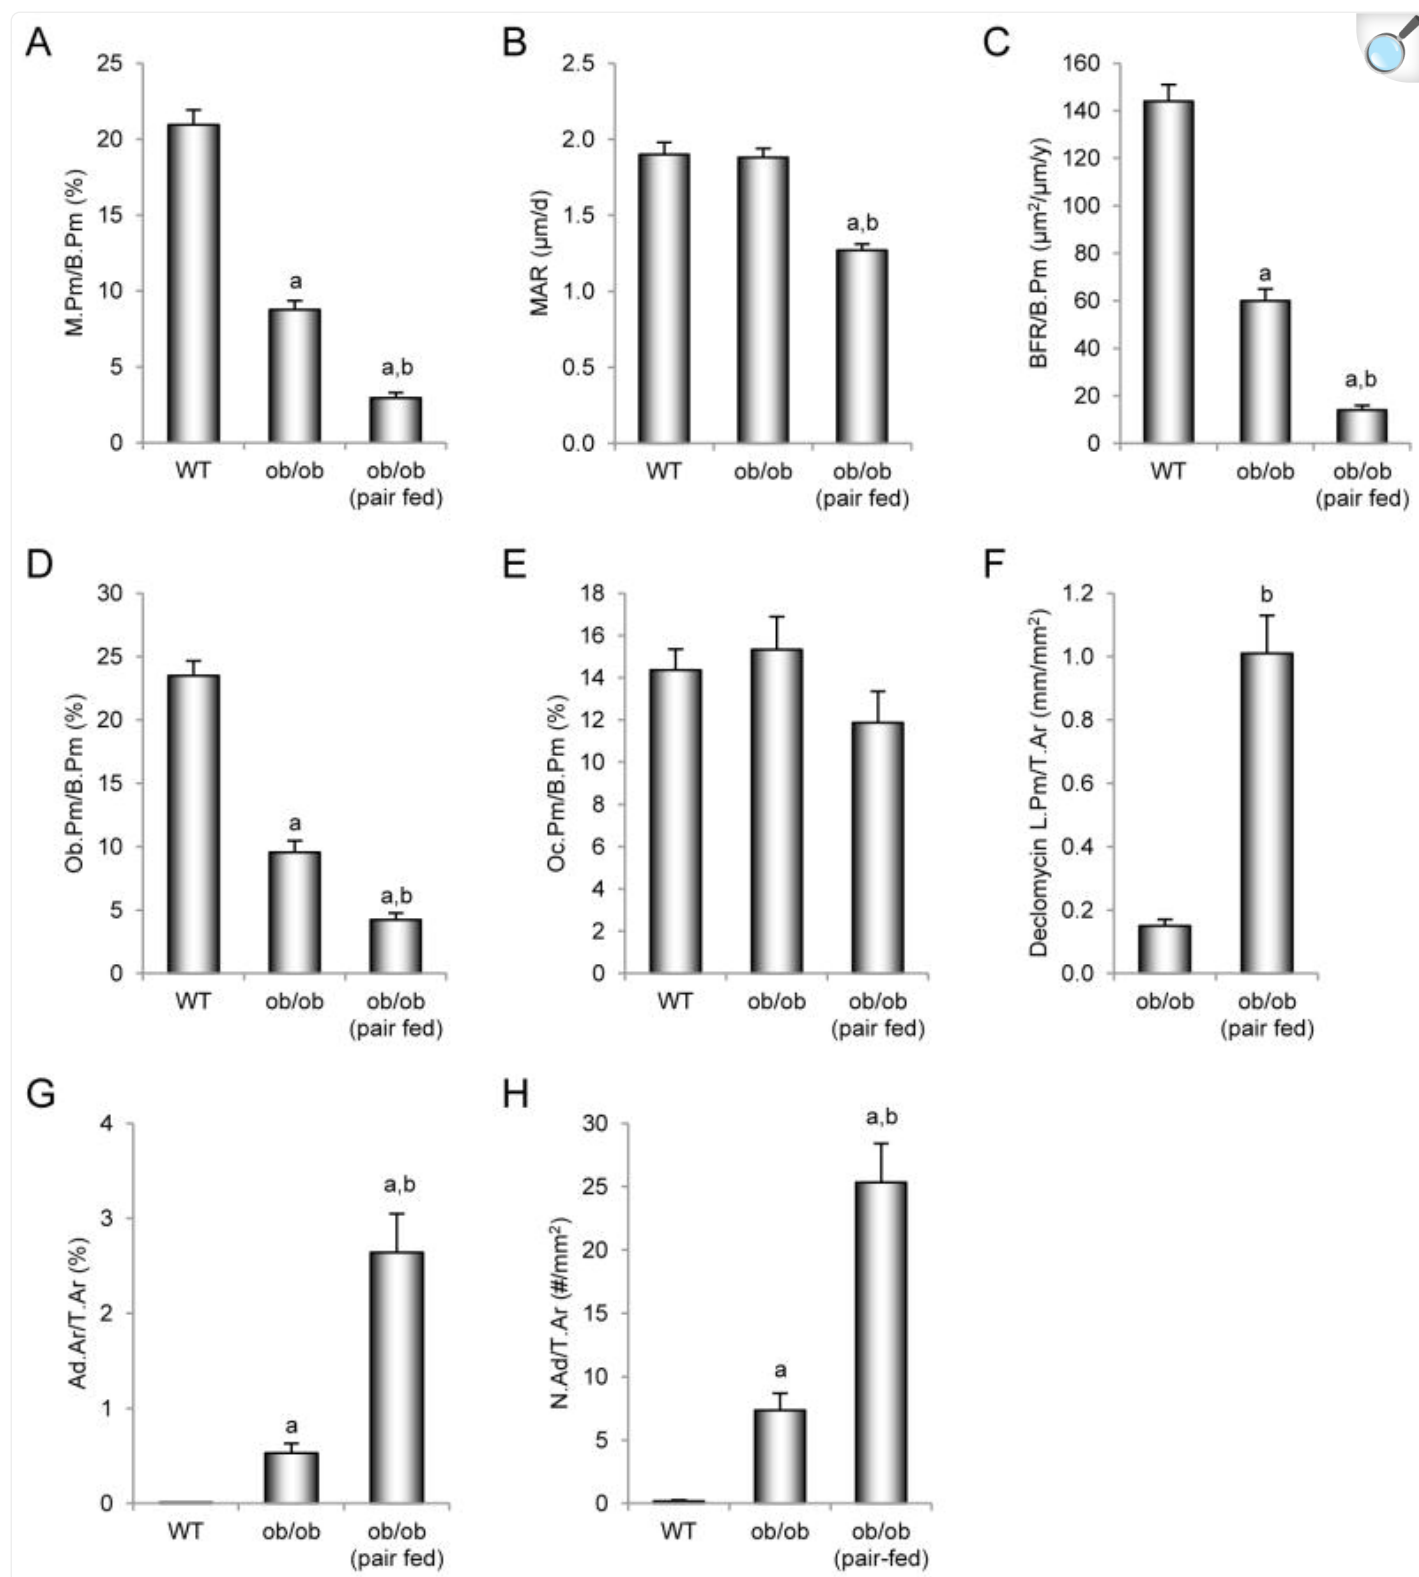 A
B
C
M.Pm/B.Pm (%)
25
20
15
10
5
0
a
a,b
WT
ob/ob
ob/ob
(pair fed)
MAR (µm/d)
2.5
2.0
1.5
1.0
0.5
0.0
a,b
WT
ob/ob
ob/ob
(pair fed)
BFR/B.Pm (µm²/µm/y)
160
140
120
100
80
60
40
20
0
a
a,b
WT
ob/ob
ob/ob
(pair fed)
D
E
F
Ob.Pm/B.Pm (%)
30
25
20
15
10
5
0
a
a,b
WT
ob/ob
ob/ob
(pair fed)
Oc.Pm/B.Pm (%)
18
16
14
12
10
8
6
4
2
0
WT
ob/ob
ob/ob
(pair fed)
Declomycin L.Pm/T.Ar (mm/mm²)
1.2
1.0
0.8
0.6
0.4
0.2
0.0
b
ob/ob
ob/ob
(pair fed)
G
H
Ad.Ar/T.Ar (%)
4
3
2
1
0
a
a,b
WT
ob/ob
ob/ob
(pair fed)
N.Ad/T.Ar (#/mm²)
30
25
20
15
10
5
0
a
a,b
WT
ob/ob
ob/ob
(pair-fed)